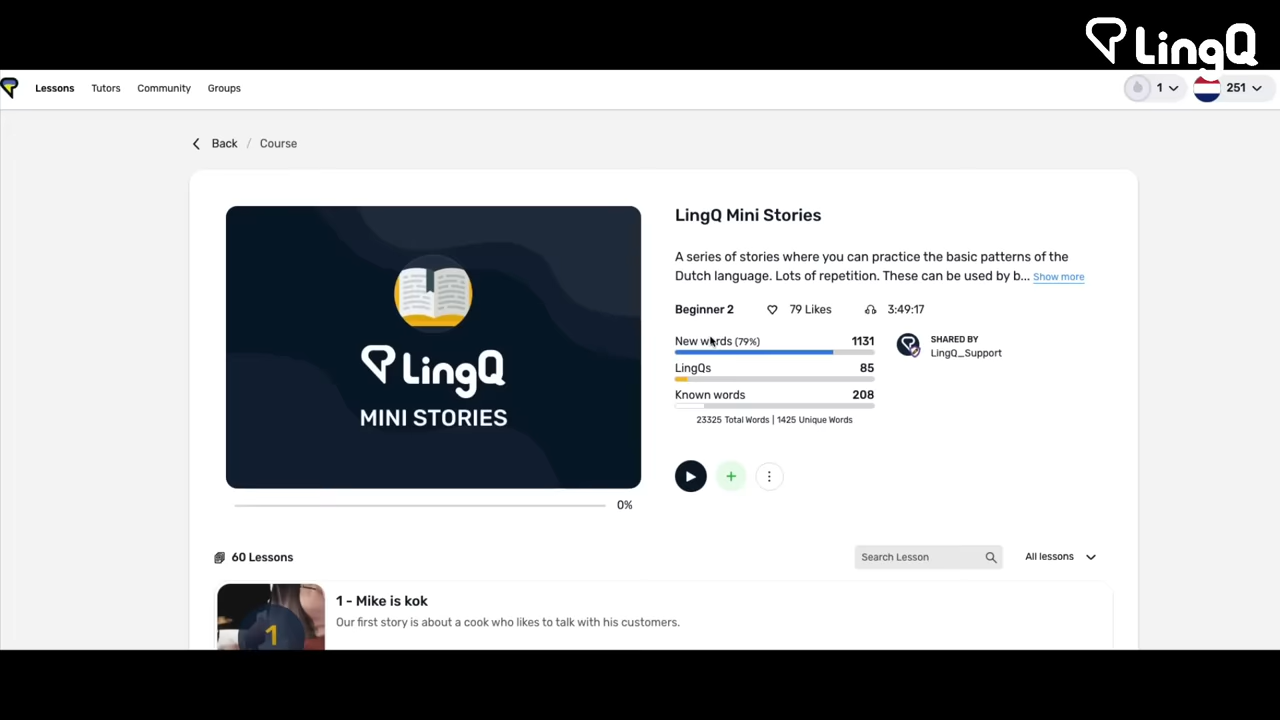 LingQ
Lessons Tutors Community Groups
1 251
Back / Course
LingQ
MINI STORIES
0%
LingQ Mini Stories
A series of stories where you can practice the basic patterns of the
Dutch language. Lots of repetition. These can be used by b... Show more
Beginner 2 79 Likes 3:49:17
New words (79%) 1131
LingQs 85
Known words 208
23325 Total Words | 1425 Unique Words
SHARED BY
LingQ_Support
60 Lessons
Search Lesson
All lessons
1
1 - Mike is kok
Our first story is about a cook who likes to talk with his customers.